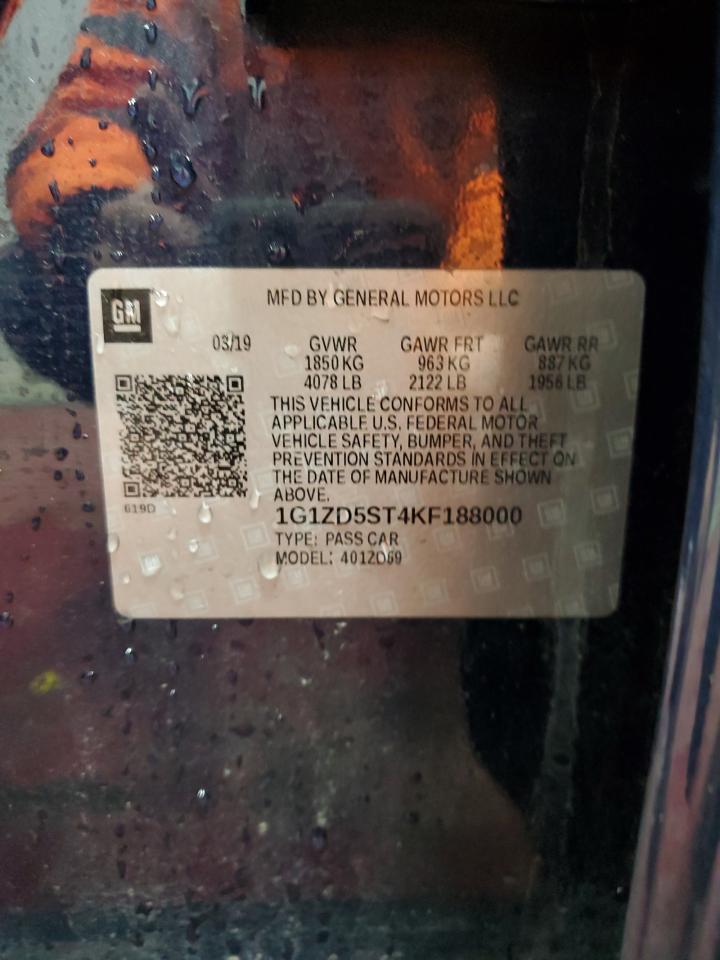 GM
MFD BY GENERAL MOTORS LLC
03/19 GVWR GAWR FRT GAWR RR
1850 KG 963 KG 887 KG
4078 LB 2122 LB 1956 LB
THIS VEHICLE CONFORMS TO ALL
APPLICABLE U.S. FEDERAL MOTOR
VEHICLE SAFETY, BUMPER, AND THEFT
PREVENTION STANDARDS IN EFFECT ON
THE DATE OF MANUFACTURE SHOWN
ABOVE.
619D
1G1ZD5ST4KF188000
TYPE: PASS CAR
MODEL: 401ZD69